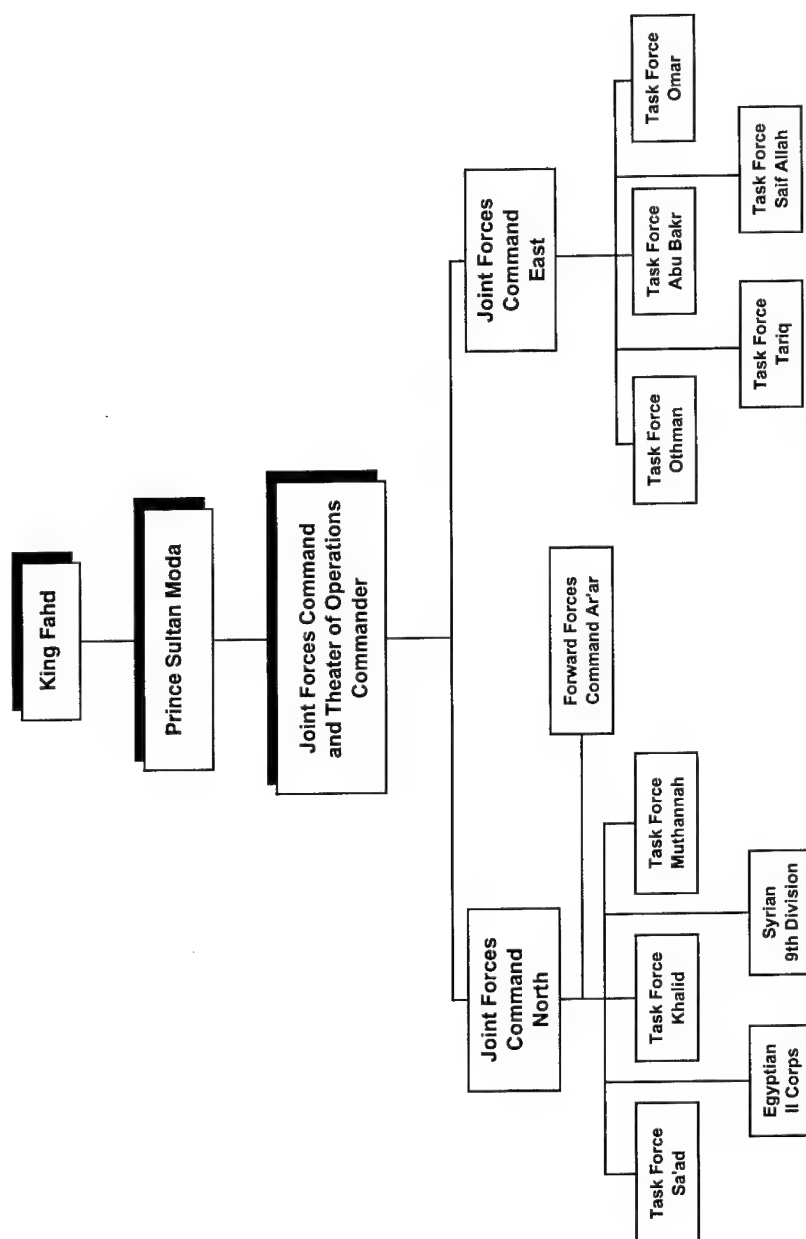 King Fahd
Prince Sultan Moda
Joint Forces Command
and Theater of Operations
Commander
Joint Forces
Command
North
Joint Forces
Command
East
Forward Forces
Command Ar'ar
Task Force
Sa'ad
Egyptian
II Corps
Task Force
Khalid
Syrian
9th Division
Task Force
Muthannah
Task Force
Othman
Task Force
Tariq
Task Force
Abu Bakr
Task Force
Saif Allah
Task Force
Omar